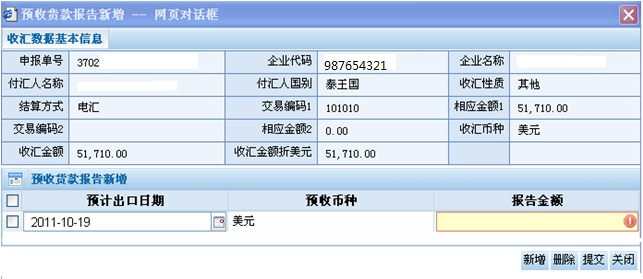 预收货款报告新增 -- 网页对话框
收汇数据基本信息
申报单号 3702 企业代码 987654321 企业名称
付汇人名称 付汇人国别 泰王国 收汇性质 其他
结算方式 电汇 交易编码1 101010 相应金额1 51,710.00
交易编码2 相应金额2 0.00 收汇币种 美元
收汇金额 51,710.00 收汇金额折美元 51,710.00
预收货款报告新增
预计出口日期 预收币种 报告金额
2011-10-19 美元
新增 删除 提交 关闭